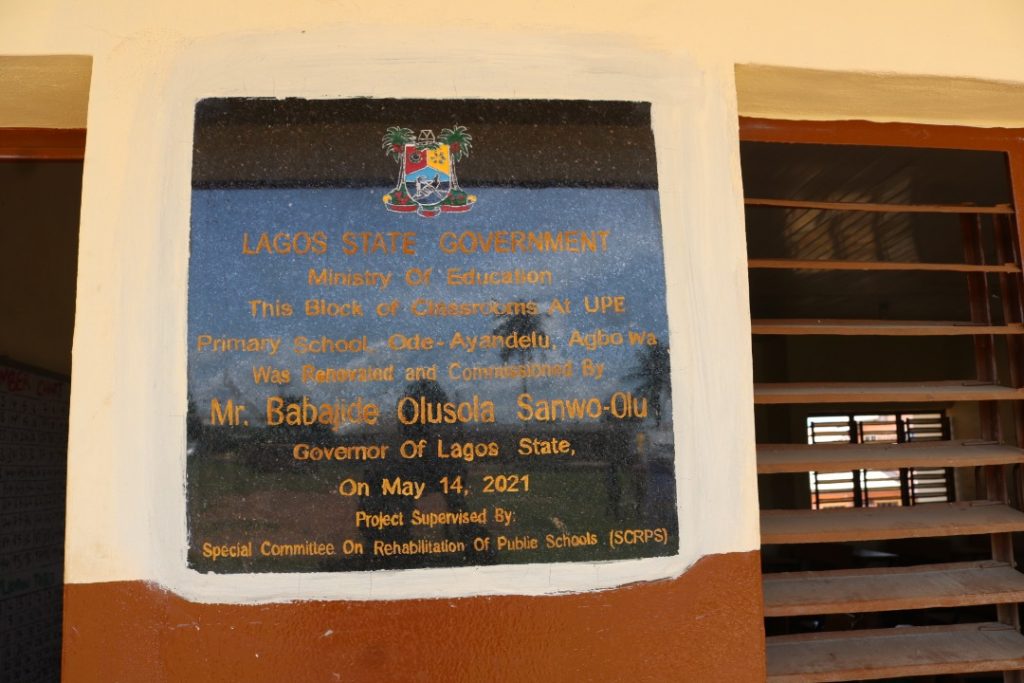 LAGOS STATE GOVERNMENT
Ministry Of Education
This Block of Classrooms At UPE
Primary School, Ode-Ayandelu, Agbo wa
Was Renovated and Commissioned By
Mr. Babajide Olusola Sanwo-Olu
Governor Of Lagos State,
On May 14, 2021
Project Supervised By:
Special Committee On Rehabilitation Of Public Schools (SCRPS)